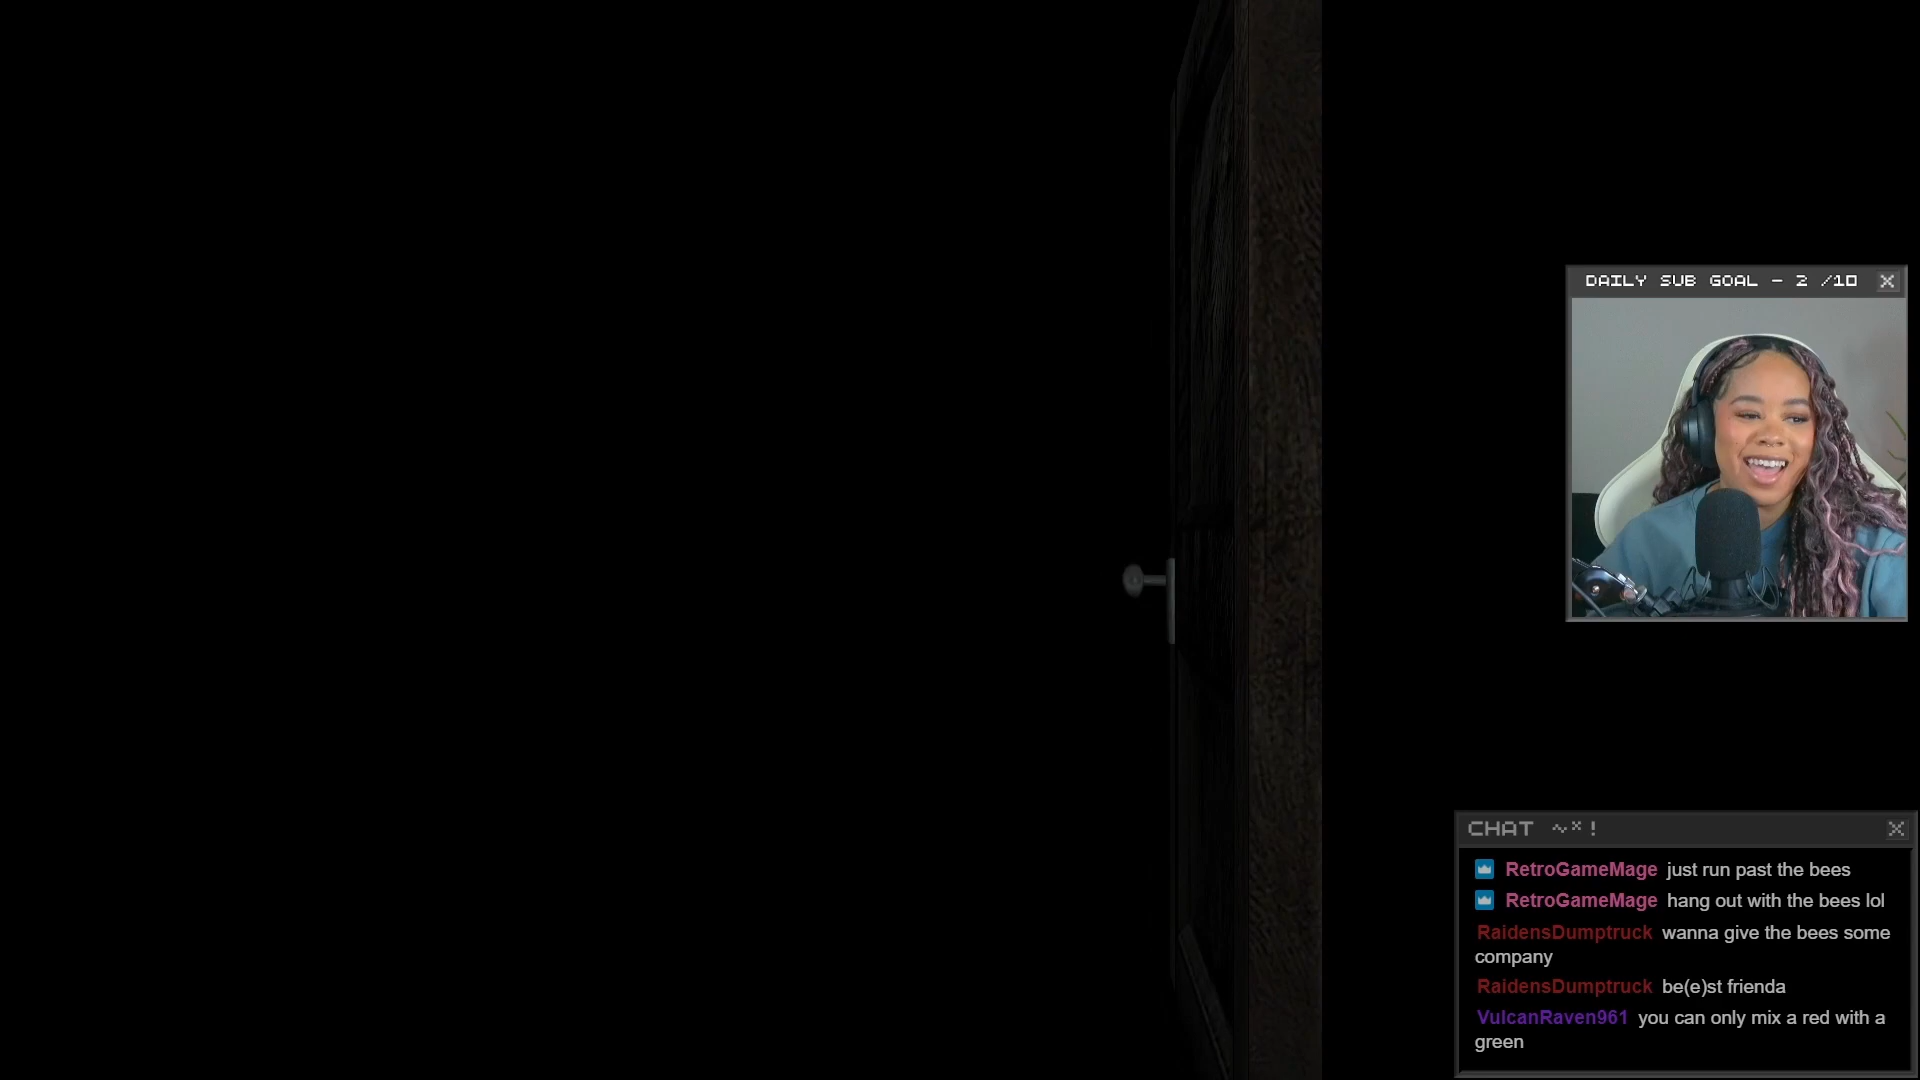 DAILY SUB GOAL - 2 /10
CHAT ~*!
RetroGameMage just run past the bees
RetroGameMage hang out with the bees lol
RaidensDumptruck wanna give the bees some
company
RaidensDumptruck be(e)st frienda
VulcanRaven961 you can only mix a red with a
green